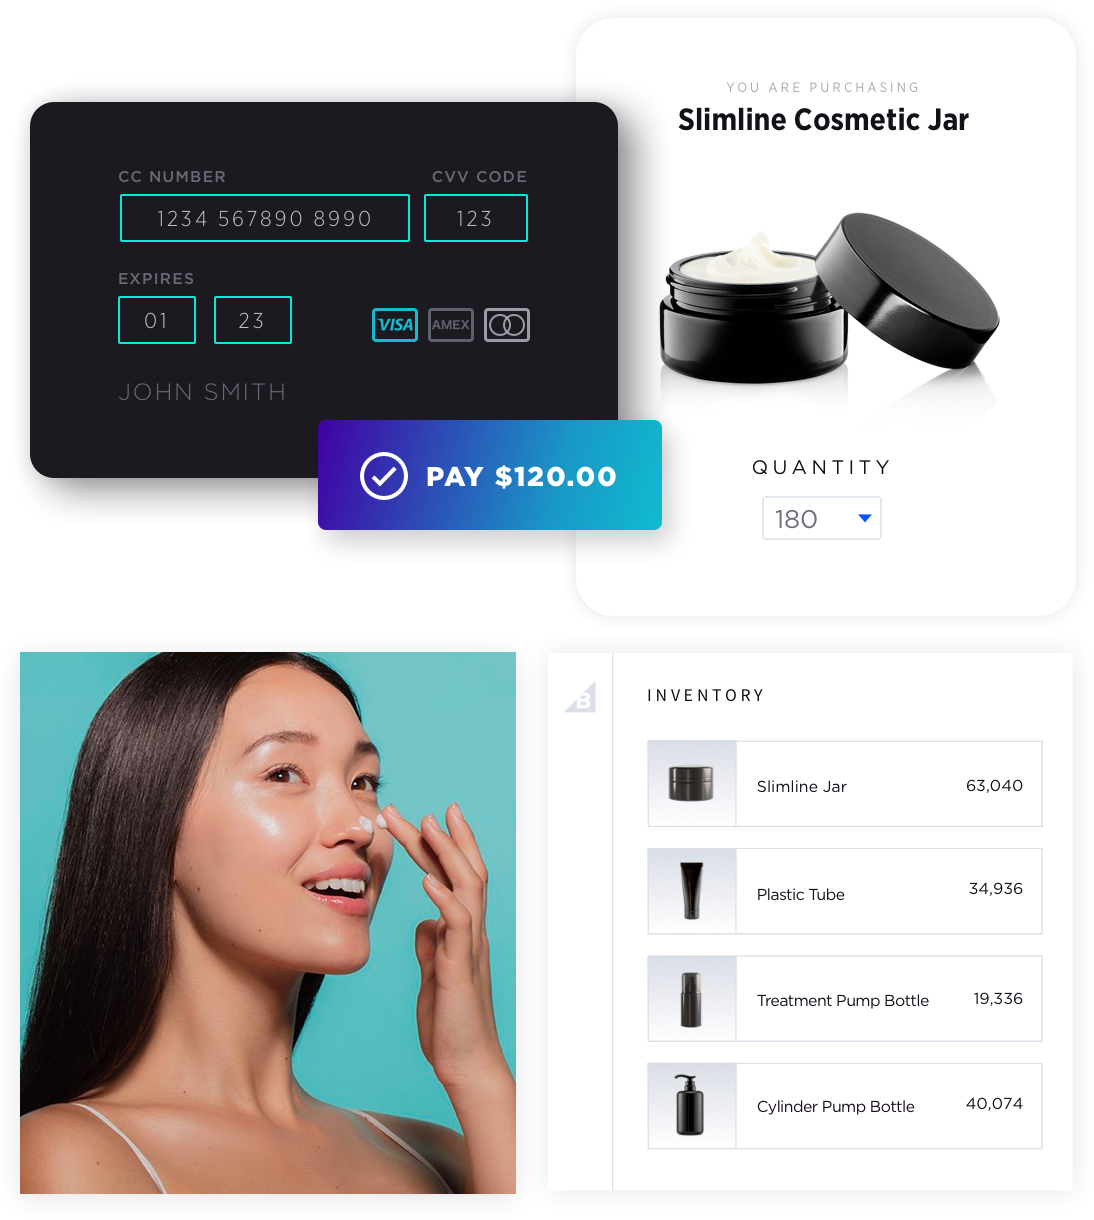 YOU ARE PURCHASING
Slimline Cosmetic Jar
CC NUMBER
CVV CODE
1234 567890 8990
123
EXPIRES
01
23
VISA
AMEX
JOHN SMITH
PAY $120.00
QUANTITY
180
B
INVENTORY
Slimline Jar
63,040
Plastic Tube
34,936
Treatment Pump Bottle
19,336
Cylinder Pump Bottle
40,074